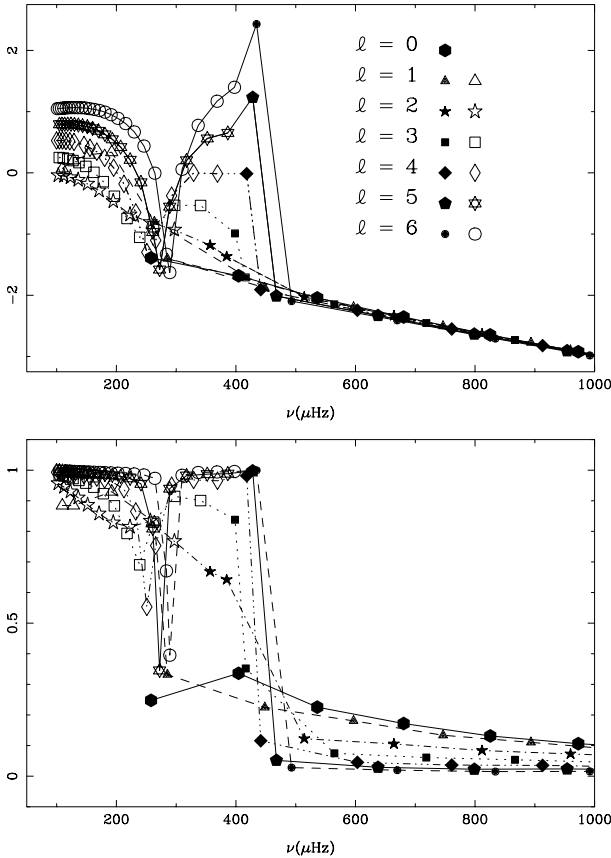 2
ℓ = 0
ℓ = 1
ℓ = 2
ℓ = 3
0
ℓ = 4
ℓ = 5
ℓ = 6
−2
200 400 600 800 1000
ν(μHz)
1
0.5
0
200 400 600 800 1000
ν(μHz)